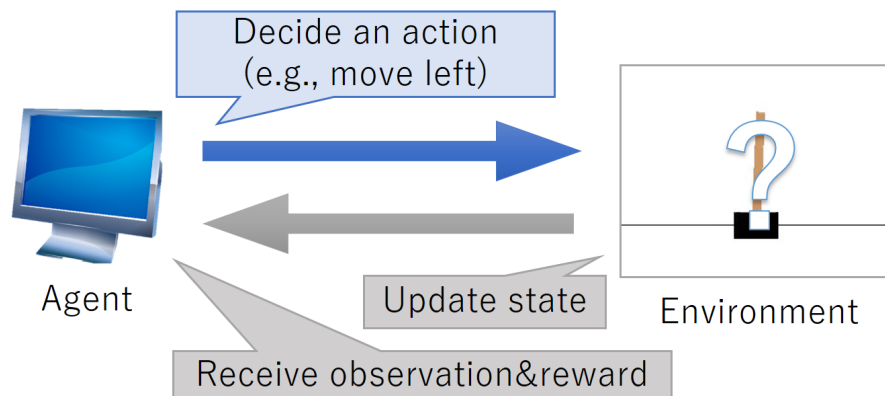 Decide an action
(e.g., move left)
?
Agent
Update state
Environment
Receive observation&reward